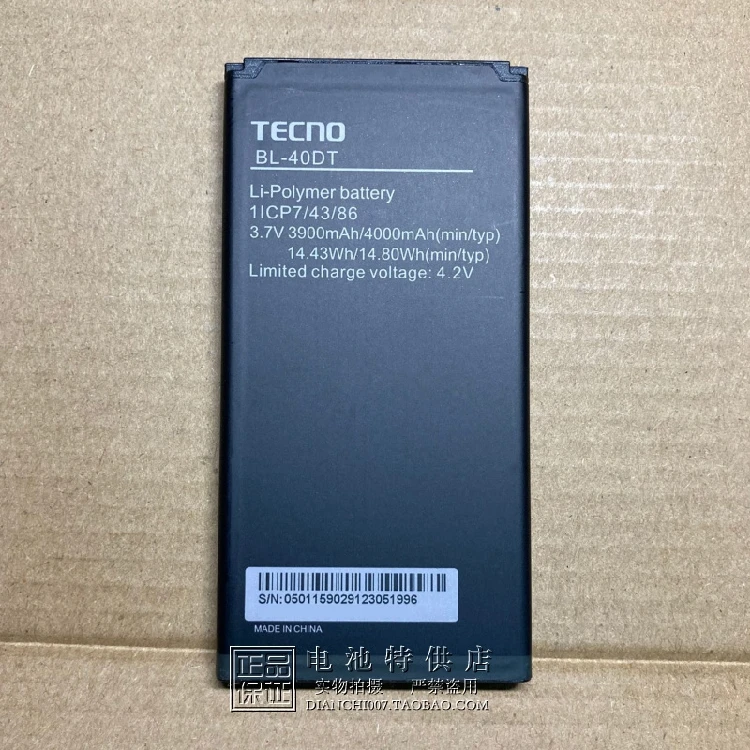 TECNO
BL-40DT
Li-Polymer battery
1ICP7/43/86
3.7V 3900mAh/4000mAh(min/typ)
14.43Wh/14.80Wh(min/typ)
Limited charge voltage: 4.2V
S/N: 0501159029123051996
MADE IN CHINA
正品
保证
电池特供店
实物拍摄 严禁盗用
DIANCHI007.TAOBAO.COM